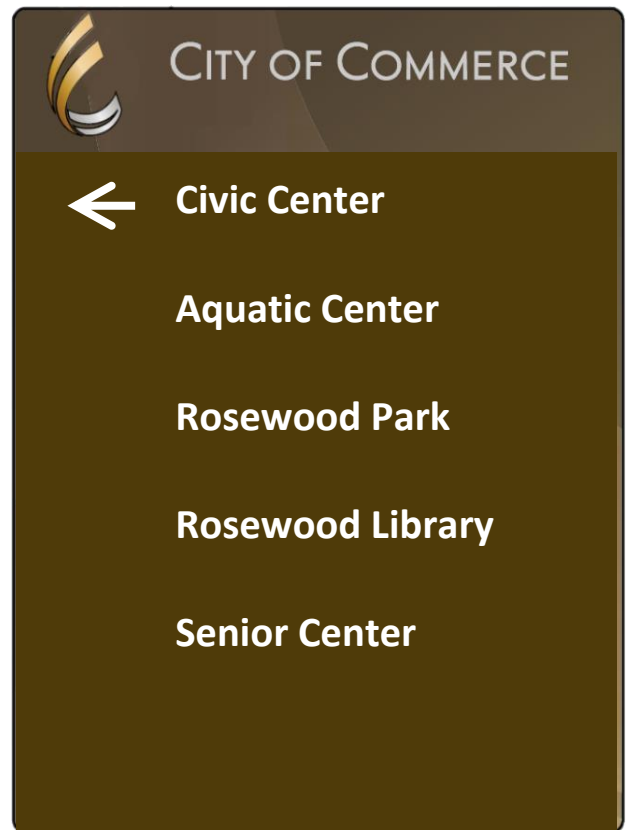 CITY OF COMMERCE
Civic Center
Aquatic Center
Rosewood Park
Rosewood Library
Senior Center